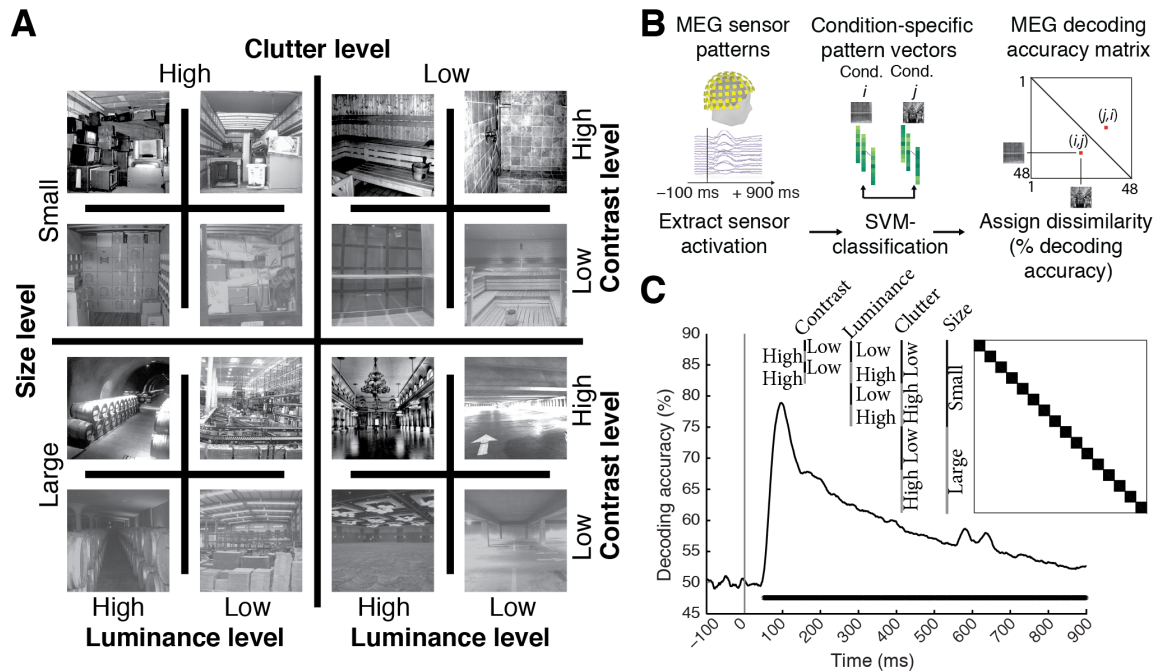 A
Clutter level
High
Low
Size level
Small
Large
High
Low
Contrast level
High
Low
Contrast level
High
Low
High
Low
Luminance level
Luminance level
B
MEG sensor
patterns
−100 ms
+ 900 ms
Extract sensor
activation
Condition-specific
pattern vectors
Cond.
Cond.
i
j
SVM-
classification
MEG decoding
accuracy matrix
1
(j,i)
(i,j)
48
1
48
Assign dissimilarity
(% decoding
accuracy)
C
Contrast
Luminance
Clutter
Size
High
Low
High
Low
Low
High
Low
High
Low
High
Low
High
Small
Large
Decoding accuracy (%)
90
85
80
75
70
65
60
55
50
45
−100
0
100
200
300
400
500
600
700
800
900
Time (ms)